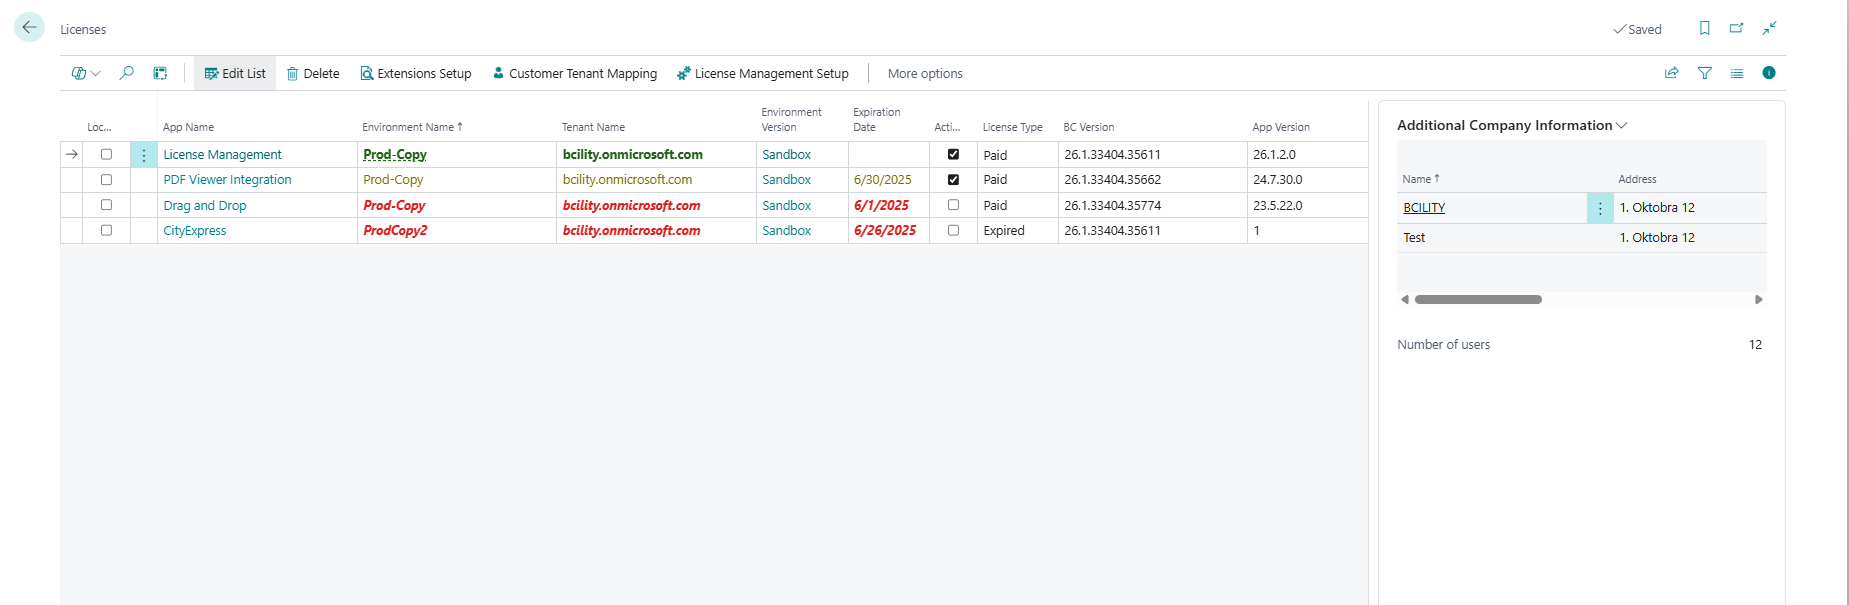 Licenses
Saved
Edit List Delete Extensions Setup Customer Tenant Mapping License Management Setup More options
Loc... App Name Environment Name ↑ Tenant Name Environment Version Expiration Date Acti... License Type BC Version App Version
License Management Prod-Copy bcility.onmicrosoft.com Sandbox Paid 26.1.33404.35611 26.1.2.0
PDF Viewer Integration Prod-Copy bcility.onmicrosoft.com Sandbox 6/30/2025 Paid 26.1.33404.35662 24.7.30.0
Drag and Drop Prod-Copy bcility.onmicrosoft.com Sandbox 6/1/2025 Paid 26.1.33404.35774 23.5.22.0
CityExpress ProdCopy2 bcility.onmicrosoft.com Sandbox 6/26/2025 Expired 26.1.33404.35611 1
Additional Company Information
Name ↑ Address
BCILITY 1. Oktobra 12
Test 1. Oktobra 12
Number of users 12